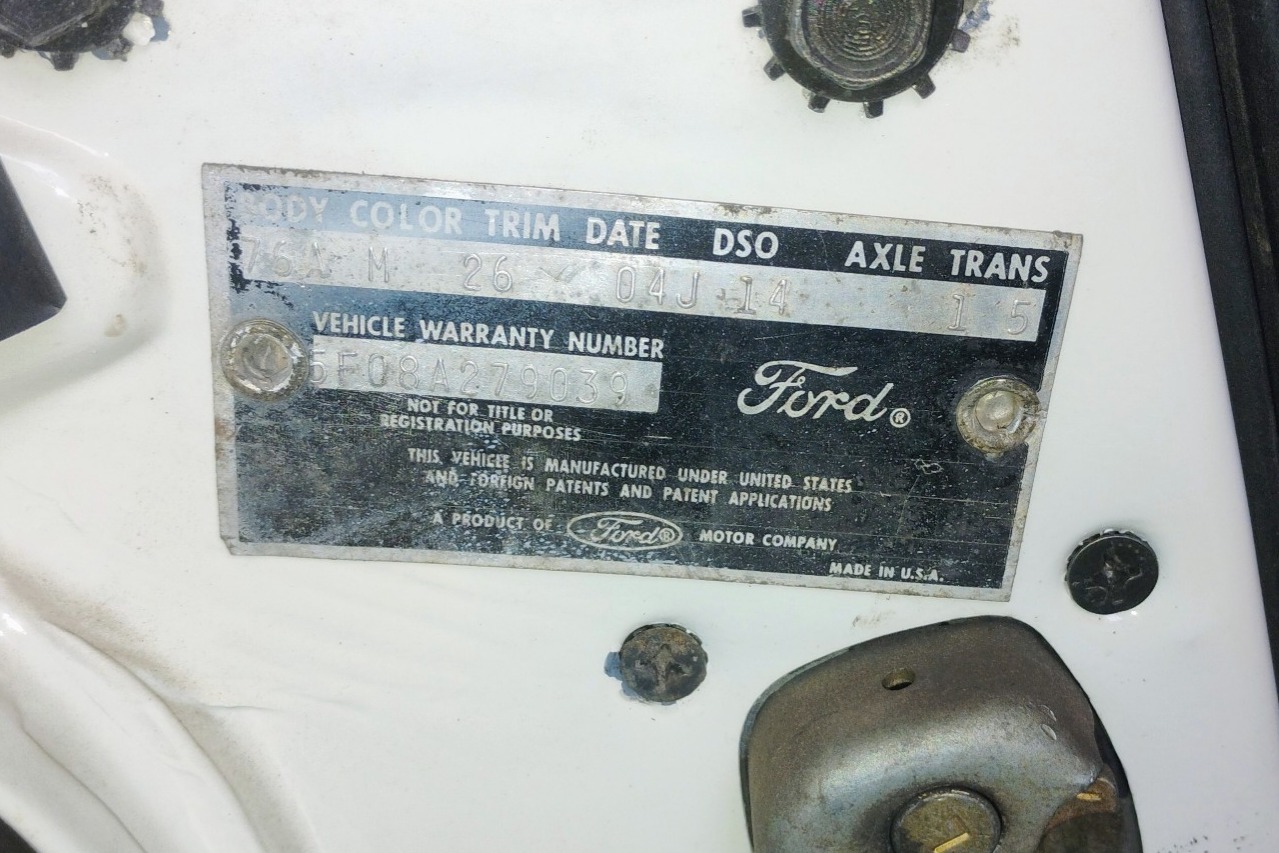 BODY COLOR TRIM DATE DSO AXLE TRANS
76A M 26 04J 14 1 5
VEHICLE WARRANTY NUMBER
5F08A279039
NOT FOR TITLE OR
REGISTRATION PURPOSES
Ford®
THIS VEHICLE IS MANUFACTURED UNDER UNITED STATES
AND FOREIGN PATENTS AND PATENT APPLICATIONS
A PRODUCT OF Ford® MOTOR COMPANY
MADE IN U.S.A.